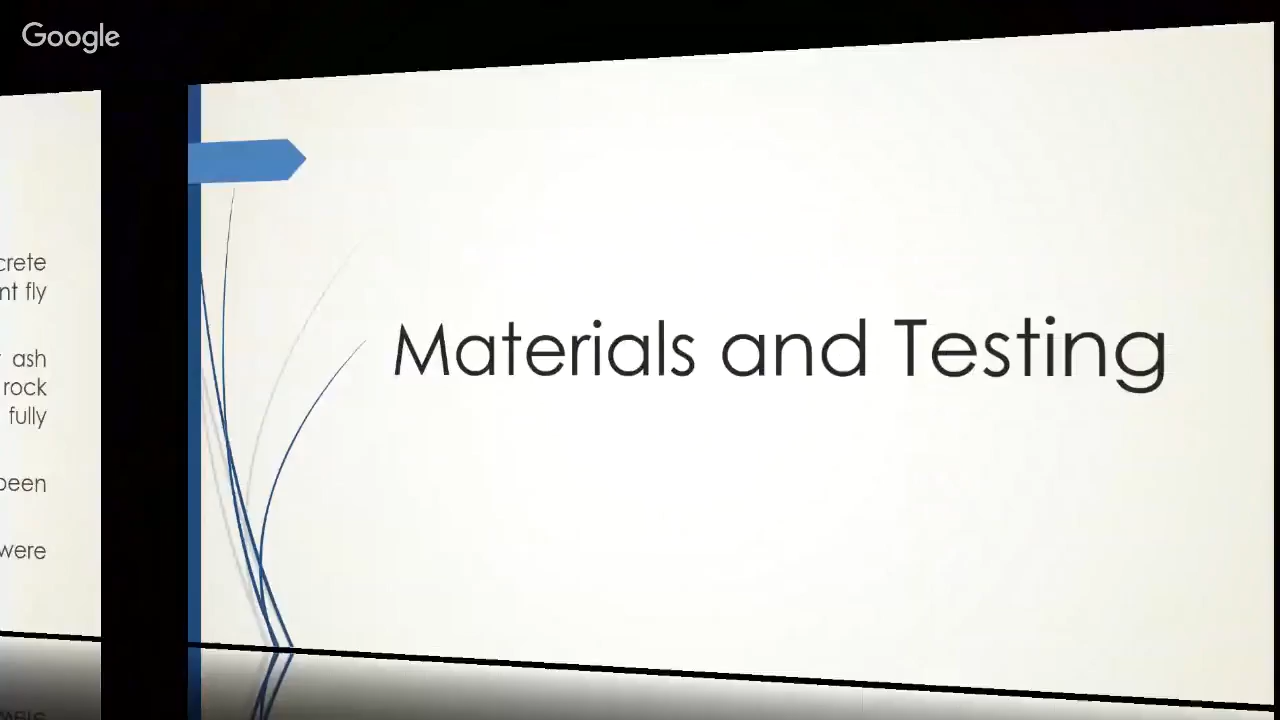 Google
crete
nt fly
ash
rock
fully
been
were
Materials and Testing